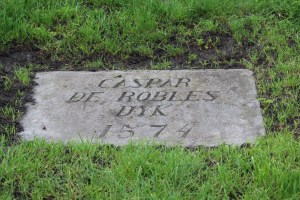 CASPAR
DE ROBLES
DYK
1574